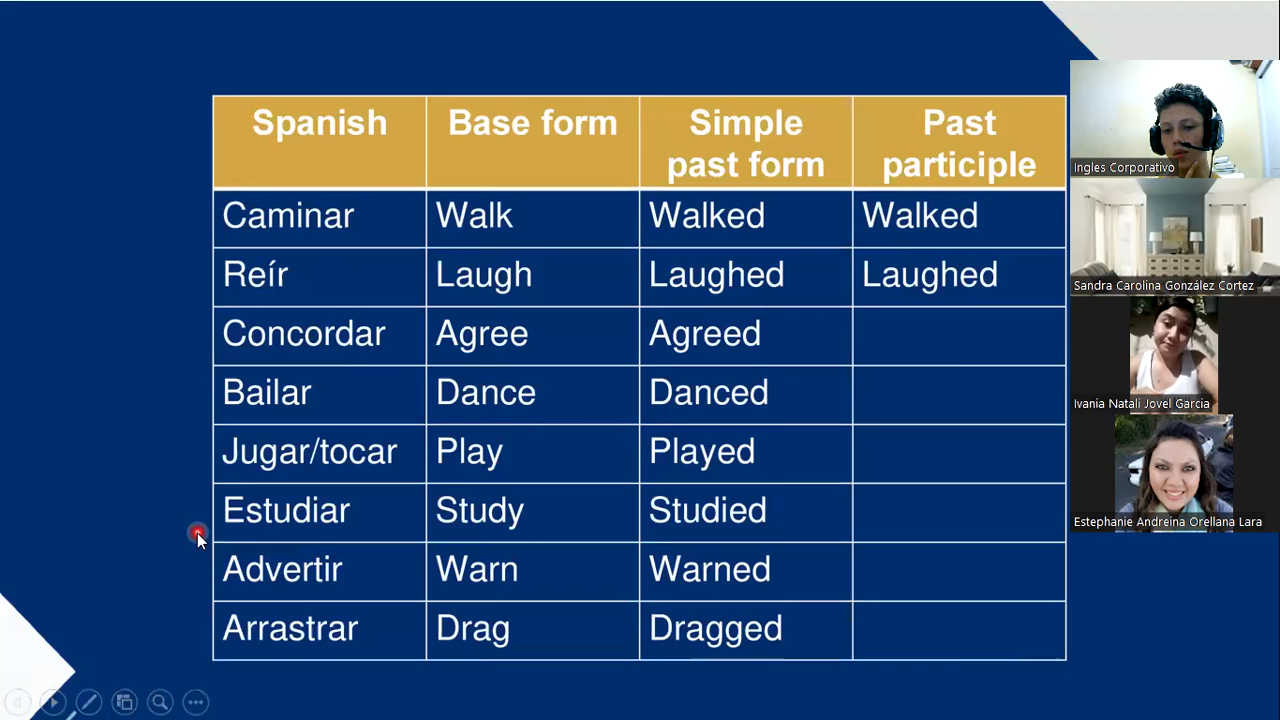 Spanish Base form Simple past form Past participle
Caminar Walk Walked Walked
Reír Laugh Laughed Laughed
Concordar Agree Agreed
Bailar Dance Danced
Jugar/tocar Play Played
Estudiar Study Studied
Advertir Warn Warned
Arrastrar Drag Dragged
Ingles Corporativo
Sandra Carolina González Cortez
Ivania Natali Jovel Garcia
Estephanie Andreina Orellana Lara